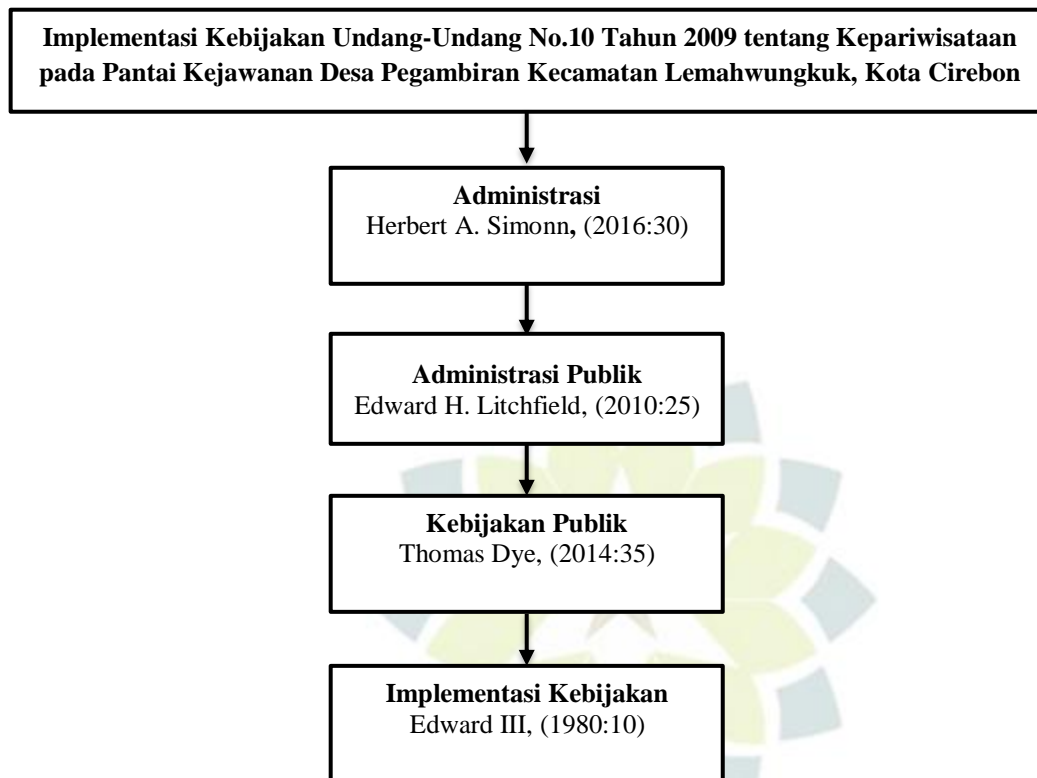 Implementasi Kebijakan Undang-Undang No.10 Tahun 2009 tentang Kepariwisataan
pada Pantai Kejawanan Desa Pegambiran Kecamatan Lemahwungkuk, Kota Cirebon
Administrasi
Herbert A. Simonn, (2016:30)
Administrasi Publik
Edward H. Litchfield, (2010:25)
Kebijakan Publik
Thomas Dye, (2014:35)
Implementasi Kebijakan
Edward III, (1980:10)